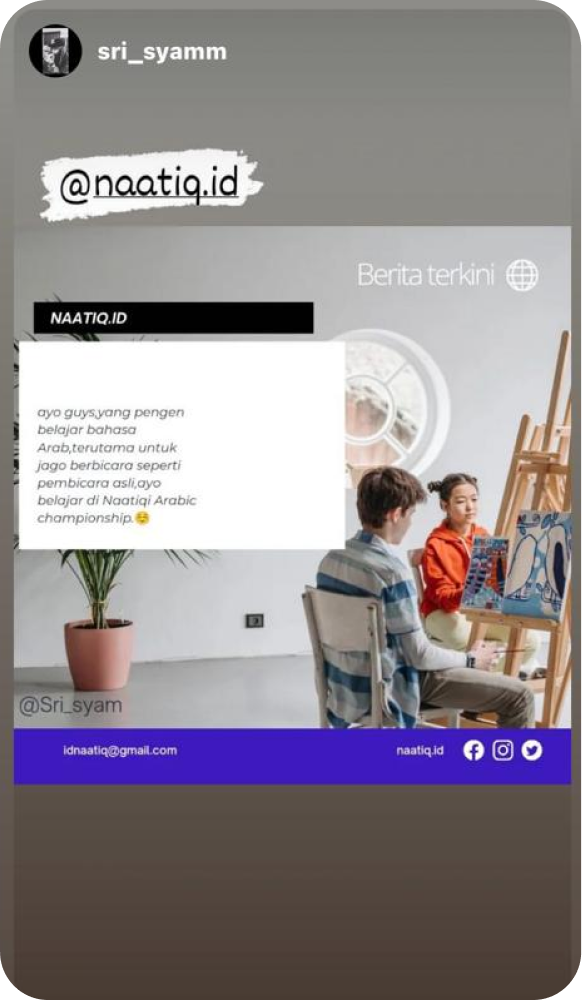 sri_syamm
@naatiq.id
Berita terkini
NAATIQ.ID
ayo guys,yang pengen
belajar bahasa
Arab,terutama untuk
jago berbicara seperti
pembicara asli,ayo
belajar di Naatiqi Arabic
championship.☺️
@Sri_syam
idnaatiq@gmail.com
naatiq.id